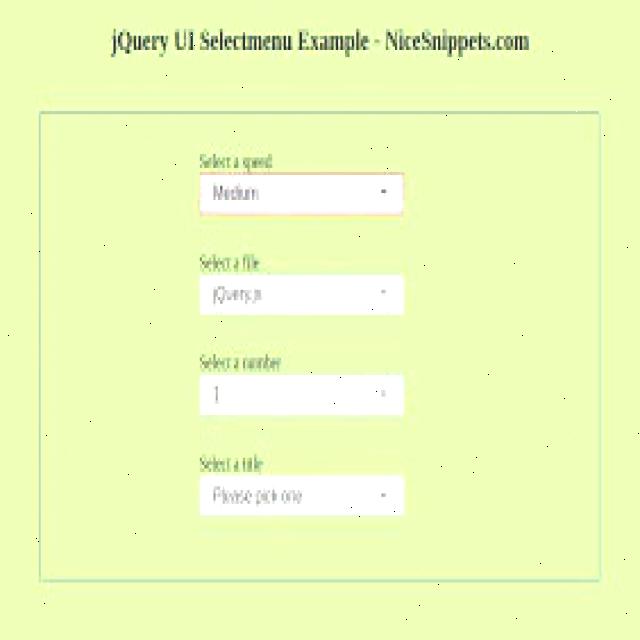 jQuery UI Selectmenu Example - NiceSnippets.com
Select a speed
Medium
Select a file
jQuery.js
Select a number
1
Select a title
Please pick one